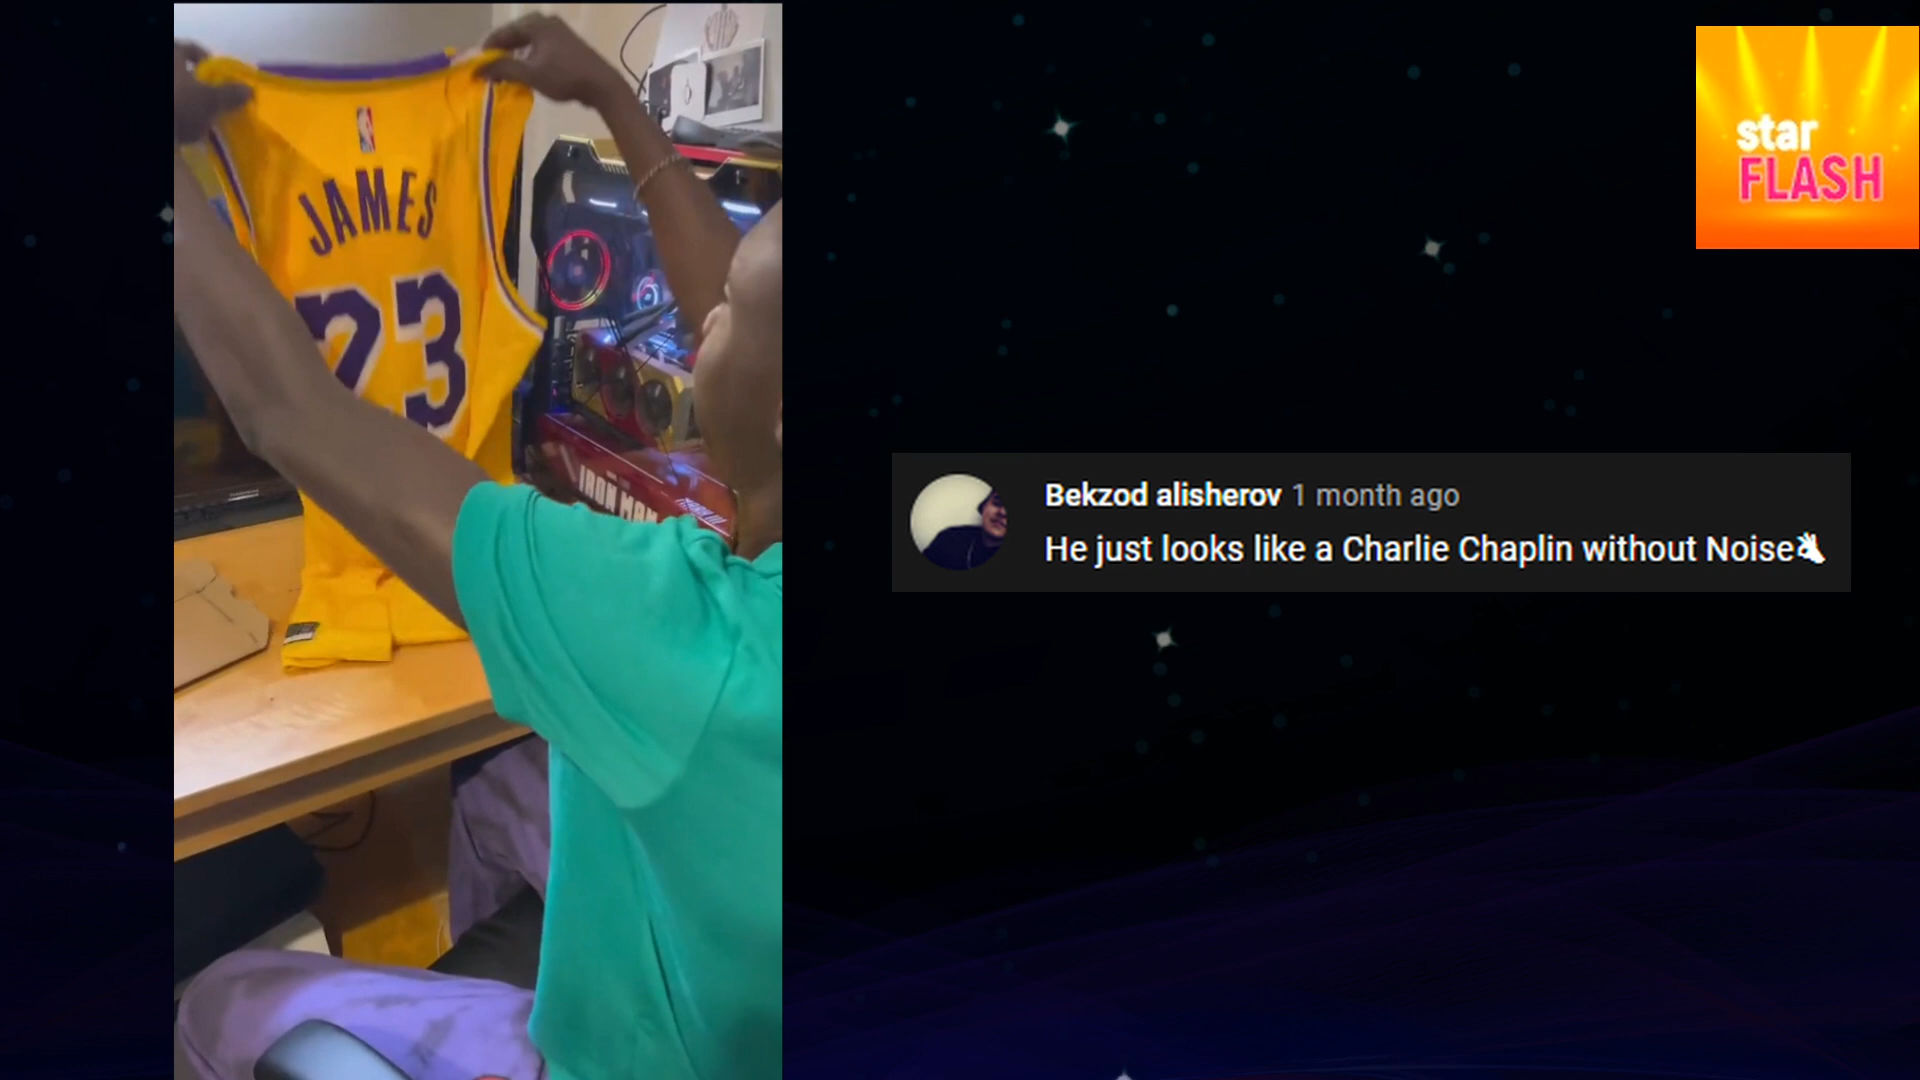 JAMES
23
IRON MAN
star
FLASH
Bekzod alisherov 1 month ago
He just looks like a Charlie Chaplin without Noise